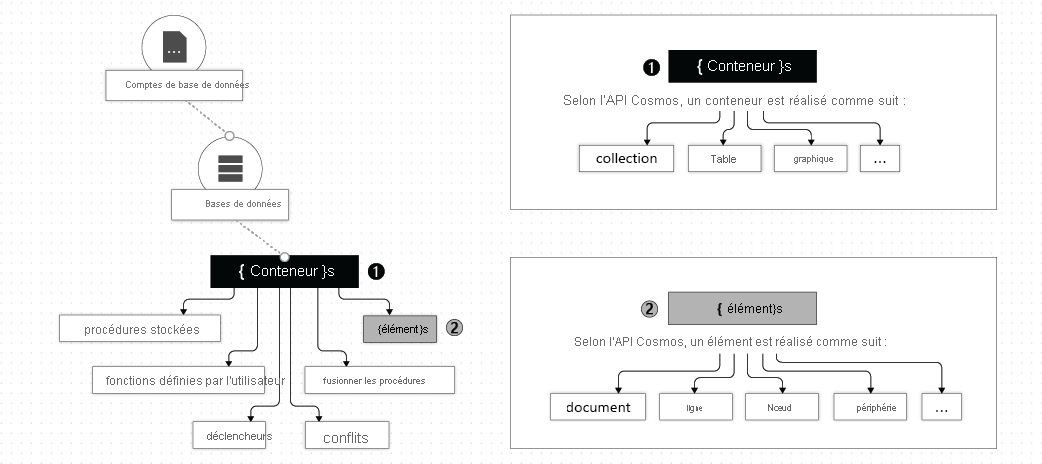 ...
Comptes de base de données
Bases de données
{ Conteneur }s 1
procédures stockées
{élément}s 2
fonctions définies par l'utilisateur
fusionner les procédures
déclencheurs
conflits
1 { Conteneur }s
Selon l'API Cosmos, un conteneur est réalisé comme suit :
collection
Table
graphique
...
2 { élément}s
Selon l'API Cosmos, un élément est réalisé comme suit :
document
ligne
Nœud
périphérie
...